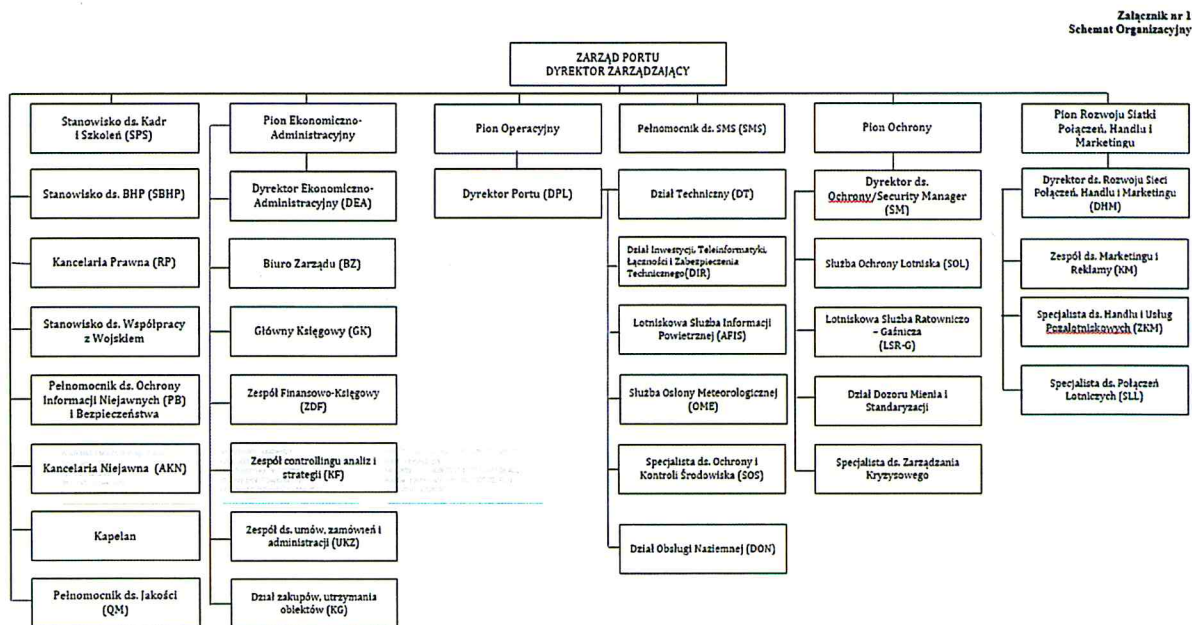 Załącznik nr 1
Schemat Organizacyjny
ZARZĄD PORTU
DYREKTOR ZARZĄDZAJĄCY
Stanowisko ds. Kadr
i Szkoleń (SPS)
Stanowisko ds. BHP (SBHP)
Kancelaria Prawna (RP)
Stanowisko ds. Współpracy
z Wojskiem
Pełnomocnik ds. Ochrony
Informacji Niejawnych (PB)
i Bezpieczeństwa
Kancelaria Niejawna (AKN)
Kapelan
Pełnomocnik ds. Jakości
(QM)
Pion Ekonomiczno-
Administracyjny
Dyrektor Ekonomiczno-
Administracyjny (DEA)
Biuro Zarządu (BZ)
Główny Księgowy (GK)
Zespół Finansowo-Księgowy
(ZDF)
Zespół controllingu analiz i
strategii (KF)
Zespół ds. umów, zamówień i
administracji (UKZ)
Dział zakupów, utrzymania
obiektów (KG)
Pion Operacyjny
Dyrektor Portu (DPL)
Pełnomocnik ds. SMS (SMS)
Dział Techniczny (DT)
Dział Inwestycji, Teleinformatyki,
Łączności i Zabezpieczenia
Technicznego(DIR)
Lotniskowa Służba Informacji
Powietrznej (AFIS)
Służba Osłony Meteorologicznej
(OME)
Specjalista ds. Ochrony i
Kontroli Środowiska (SOS)
Dział Obsługi Naziemnej (DON)
Pion Ochrony
Dyrektor ds.
Ochrony/Security Manager
(SM)
Służba Ochrony Lotniska (SOL)
Lotniskowa Służba Ratowniczo
– Gaśnicza
(LSR-G)
Dział Dozoru Mienia i
Standaryzacji
Specjalista ds. Zarządzania
Kryzysowego
Pion Rozwoju Siatki
Połączeń, Handlu i
Marketingu
Dyrektor ds. Rozwoju Sieci
Połączeń, Handlu i Marketingu
(DHM)
Zespół ds. Marketingu i
Reklamy (KM)
Specjalista ds. Handlu i Usług
Pozalotniskowych (ZKM)
Specjalista ds. Połączeń
Lotniczych (SLL)